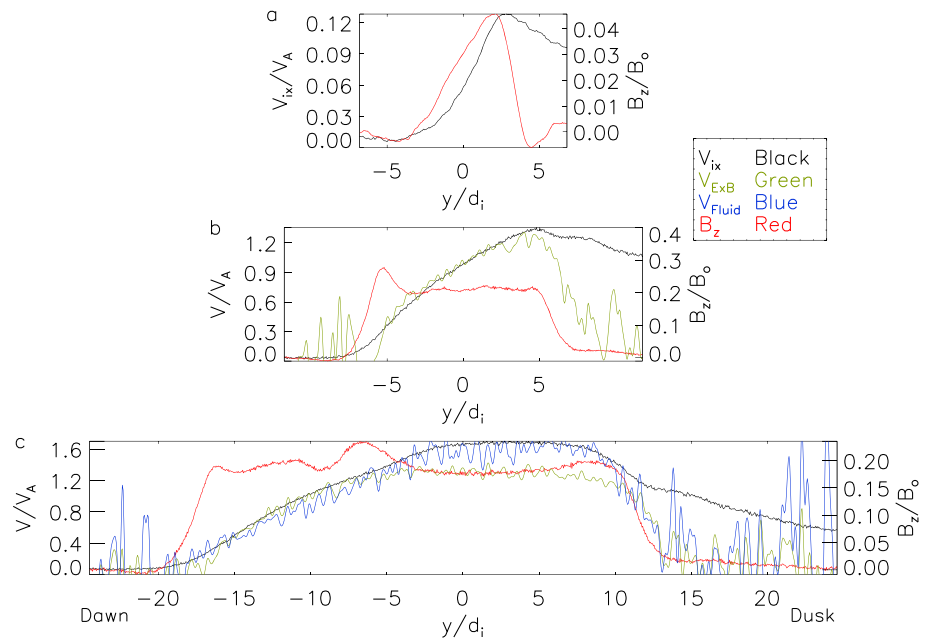 a
0.12
0.09
0.06
0.03
0.00
V_ix/V_A
0.04
0.03
0.02
0.01
0.00
B_z/B_o
−5 0 5
y/d_i
V_ix Black
V_ExB Green
V_Fluid Blue
B_z Red
b
1.2
0.9
0.6
0.3
0.0
V/V_A
0.4
0.3
0.2
0.1
0.0
B_z/B_o
−5 0 5
y/d_i
c
1.6
1.2
0.8
0.4
0.0
V/V_A
0.20
0.15
0.10
0.05
0.00
B_z/B_o
−20 −15 −10 −5 0 5 10 15 20
Dawn y/d_i Dusk